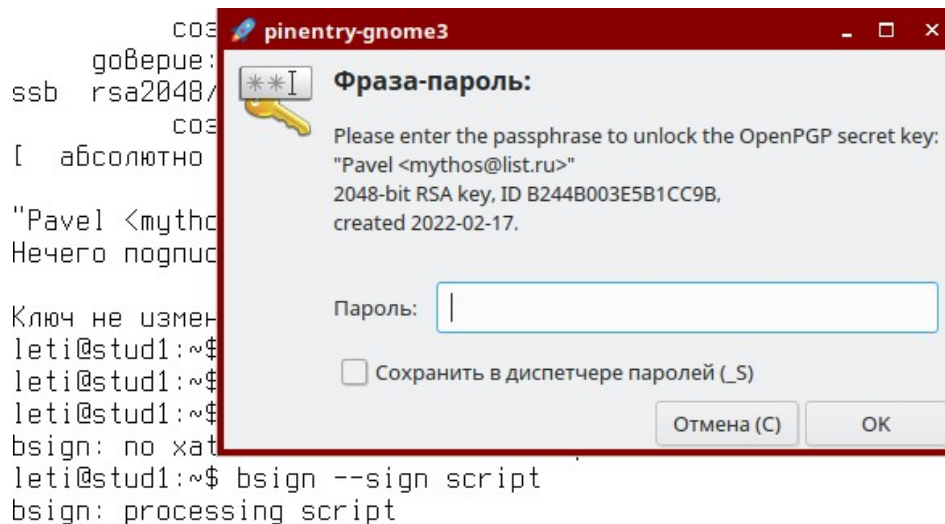 соз
доверие:
ssb rsa2048/
соз
[ абсолютно
"Pavel <mytho
Нечего подпис
Ключ не измен
leti@stud1:~$
leti@stud1:~$
leti@stud1:~$
bsign: no xat
leti@stud1:~$ bsign --sign script
bsign: processing script
pinentry-gnome3
**
Фраза-пароль:
Please enter the passphrase to unlock the OpenPGP secret key:
"Pavel <mythos@list.ru>"
2048-bit RSA key, ID B244B003E5B1CC9B,
created 2022-02-17.
Пароль:
Сохранить в диспетчере паролей (_S)
Отмена (C)
OK